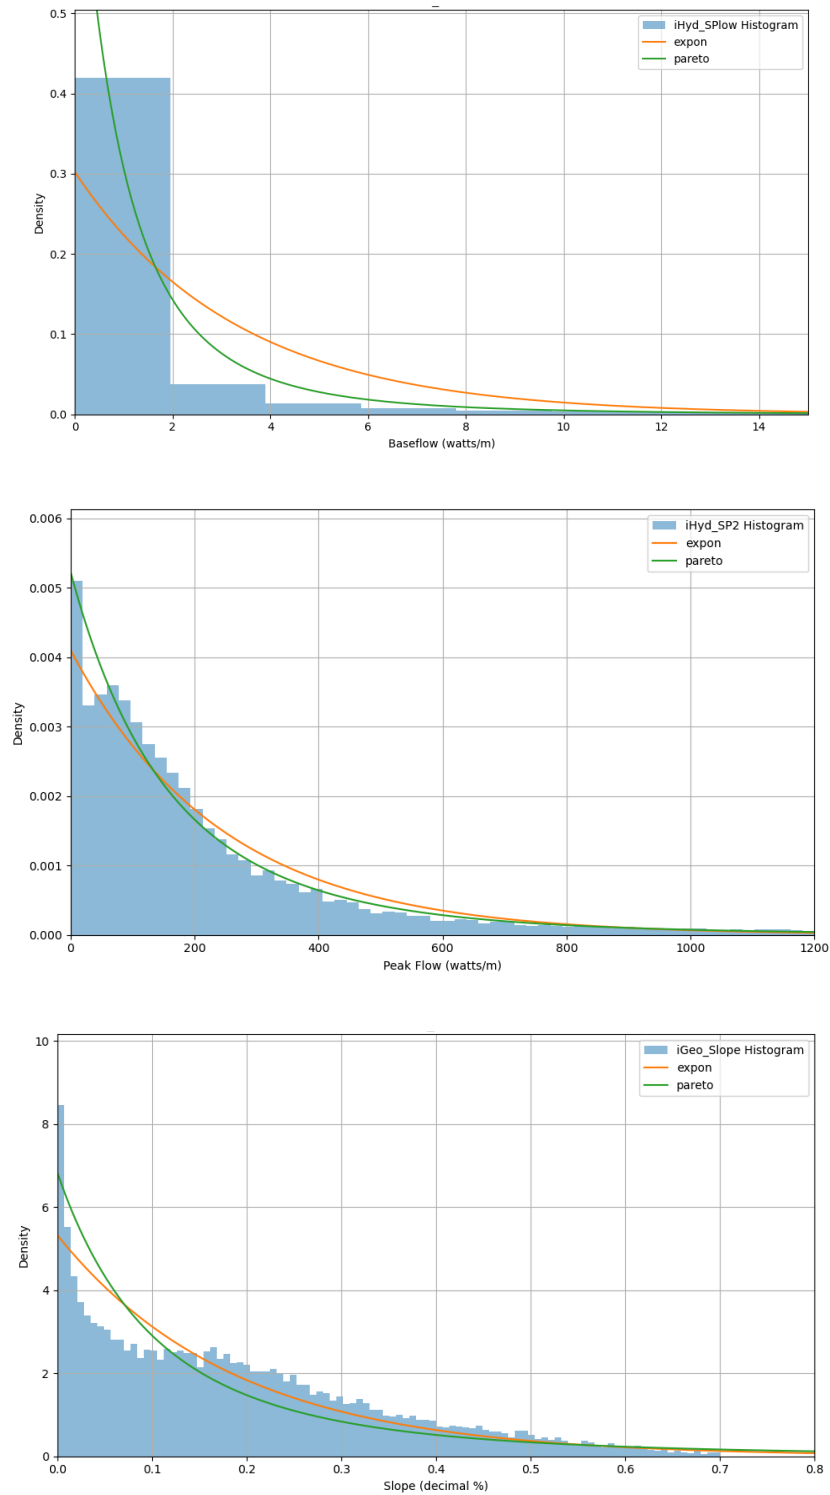 0.5
0.4
0.3
0.2
0.1
0.0
Density
iHyd_SPlow Histogram
expon
pareto
0 2 4 6 8 10 12 14
Baseflow (watts/m)
0.006
0.005
0.004
0.003
0.002
0.001
0.000
Density
iHyd_SP2 Histogram
expon
pareto
0 200 400 600 800 1000 1200
Peak Flow (watts/m)
10
8
6
4
2
0
Density
iGeo_Slope Histogram
expon
pareto
0.0 0.1 0.2 0.3 0.4 0.5 0.6 0.7 0.8
Slope (decimal %)